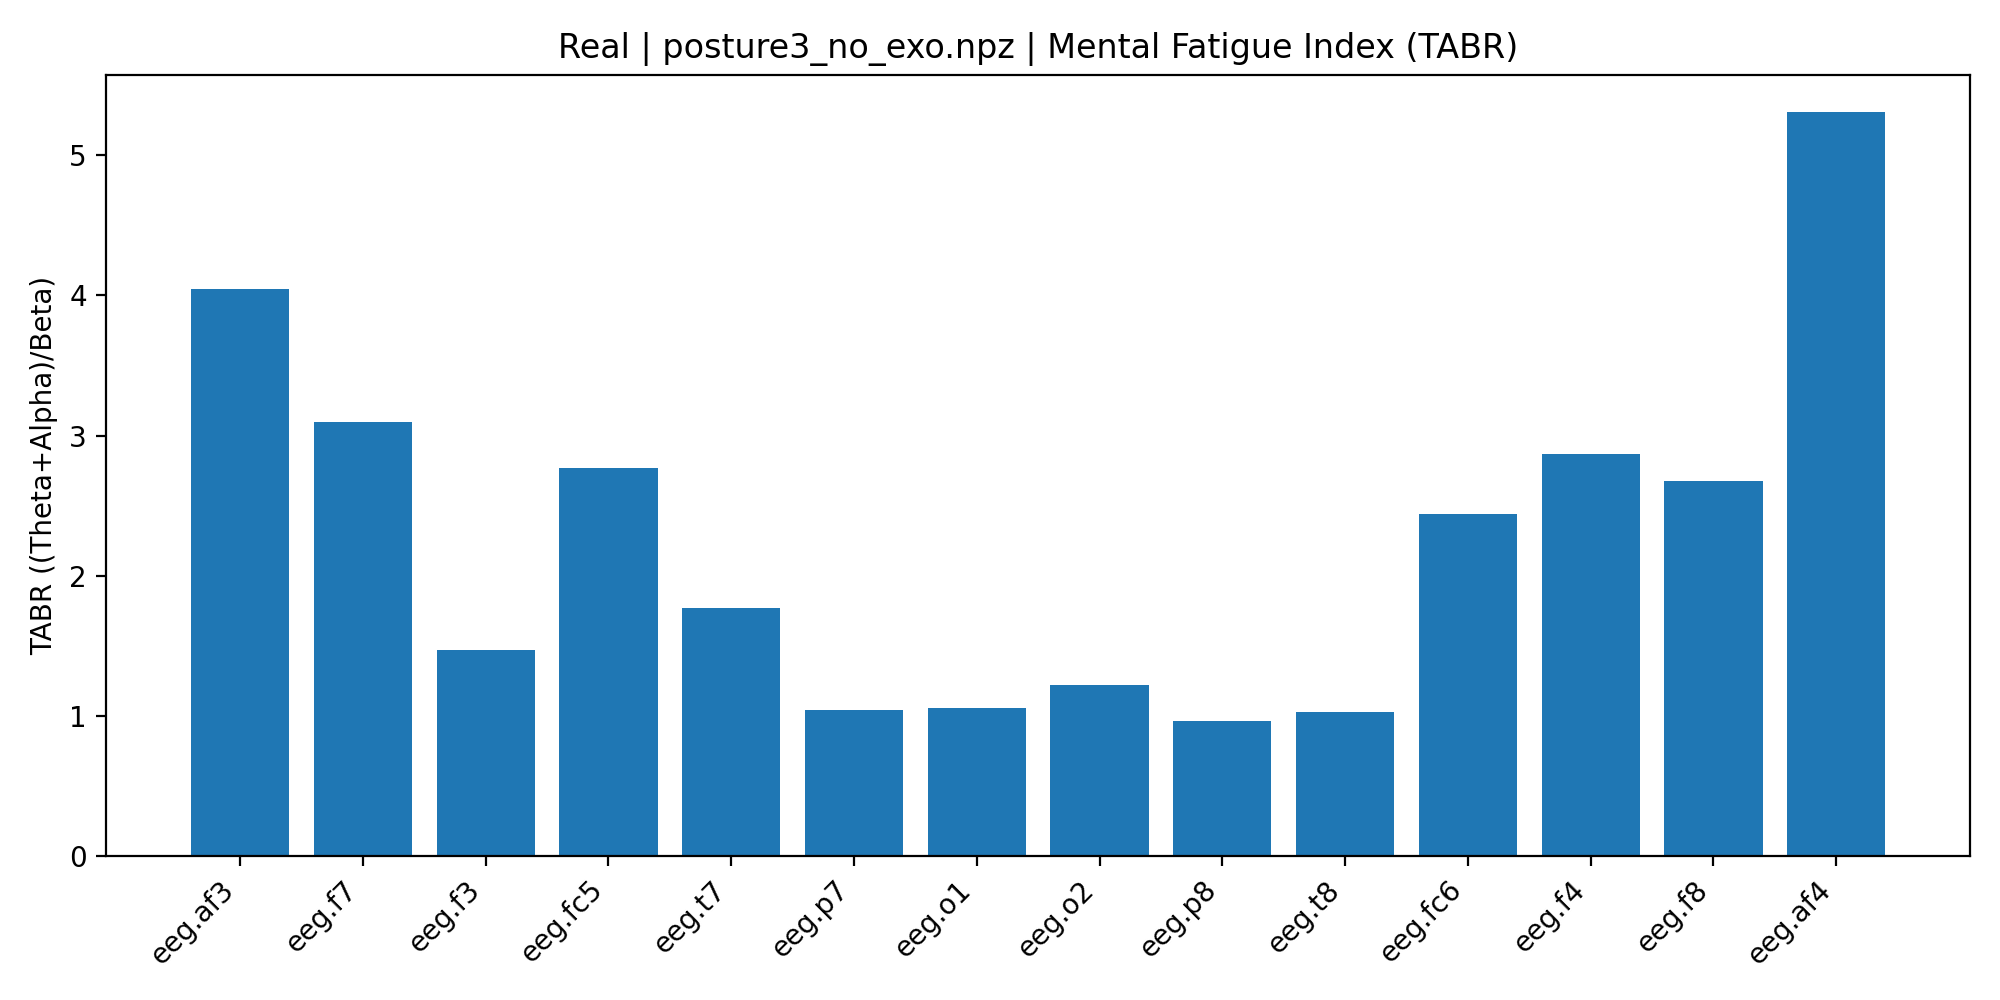 Real | posture3_no_exo.npz | Mental Fatigue Index (TABR)
TABR ((Theta+Alpha)/Beta)
5
4
3
2
1
0
eeg.af3
eeg.f7
eeg.f3
eeg.fc5
eeg.t7
eeg.p7
eeg.o1
eeg.o2
eeg.p8
eeg.t8
eeg.fc6
eeg.f4
eeg.f8
eeg.af4